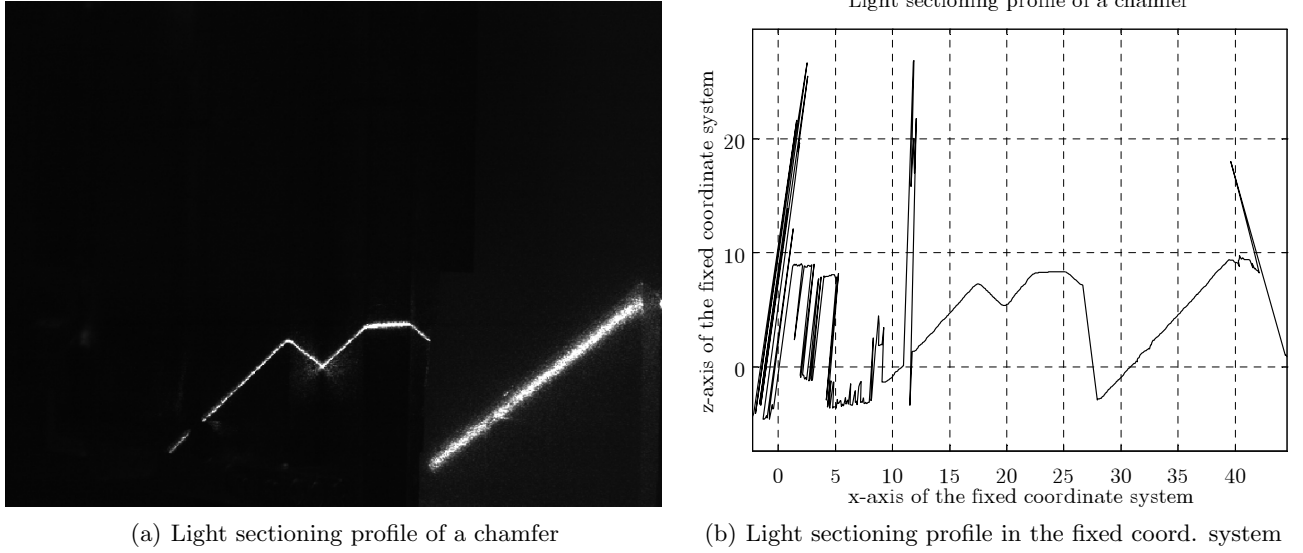 Light sectioning profile of a chamfer
z-axis of the fixed coordinate system
20
10
0
0 5 10 15 20 25 30 35 40
x-axis of the fixed coordinate system
(a) Light sectioning profile of a chamfer
(b) Light sectioning profile in the fixed coord. system